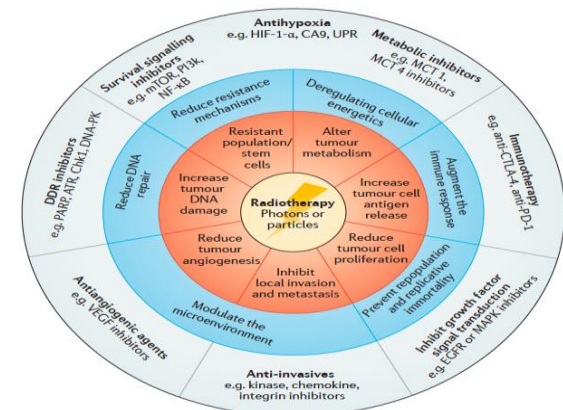 Antihypoxia
e.g. HIF-1-α, CA9, UPR
Metabolic inhibitors
e.g. MCT 1,
MCT 4 inhibitors
Immunotherapy
e.g. anti-CTLA-4, anti-PD-1
Inhibit growth factor
signal transduction
e.g. EGFR or MAPK inhibitors
Anti-invasives
e.g. kinase, chemokine,
integrin inhibitors
Antiangiogenic agents
e.g. VEGF inhibitors
DDR inhibitors
e.g. PARP, ATR, Chk1, DNA-PK
Survival signalling
inhibitors
e.g. mTOR, PI3k,
NF-κB
Reduce resistance
mechanisms
Deregulating cellular
energetics
Augment the
immune response
Prevent repopulation
and replicative
immortality
Modulate the
microenvironment
Reduce DNA
repair
Resistant
population/
stem
cells
Alter
tumour
metabolism
Increase
tumour cell
antigen
release
Reduce
tumour cell
proliferation
Inhibit
local invasion
and metastasis
Reduce
tumour
angiogenesis
Increase
tumour
DNA
damage
Radiotherapy
Photons or
particles